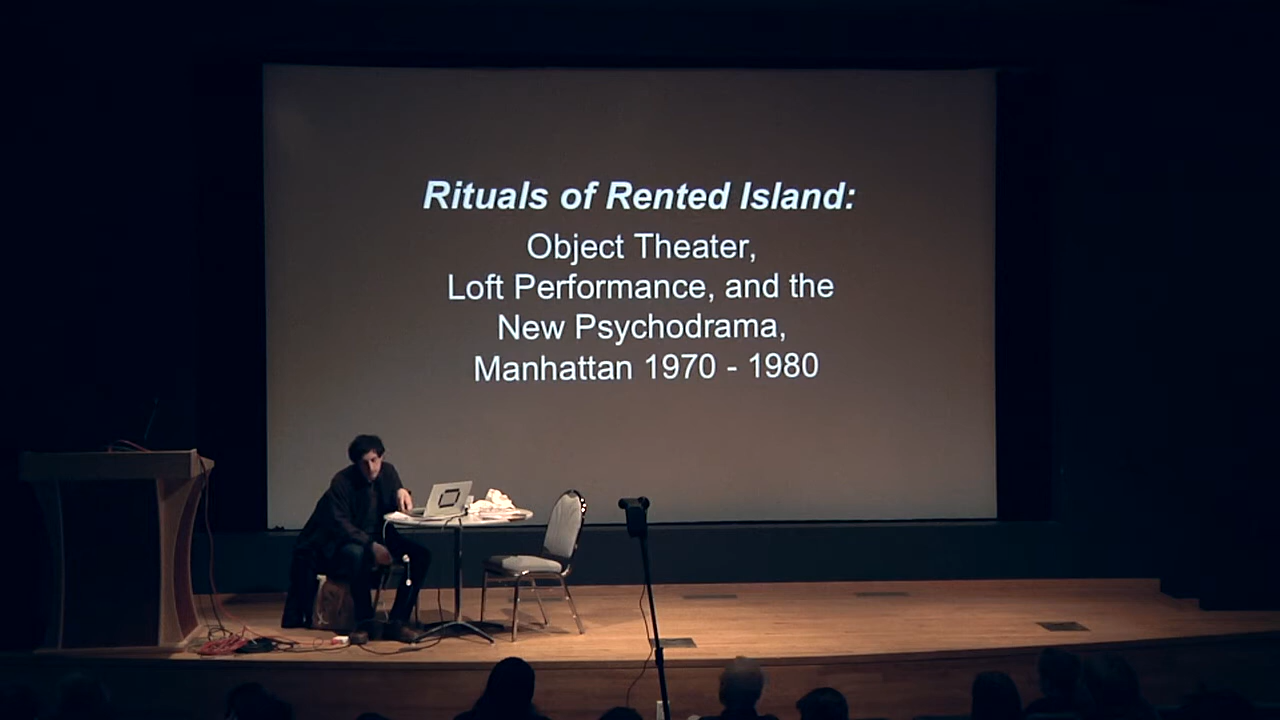 Rituals of Rented Island:
Object Theater,
Loft Performance, and the
New Psychodrama,
Manhattan 1970 - 1980